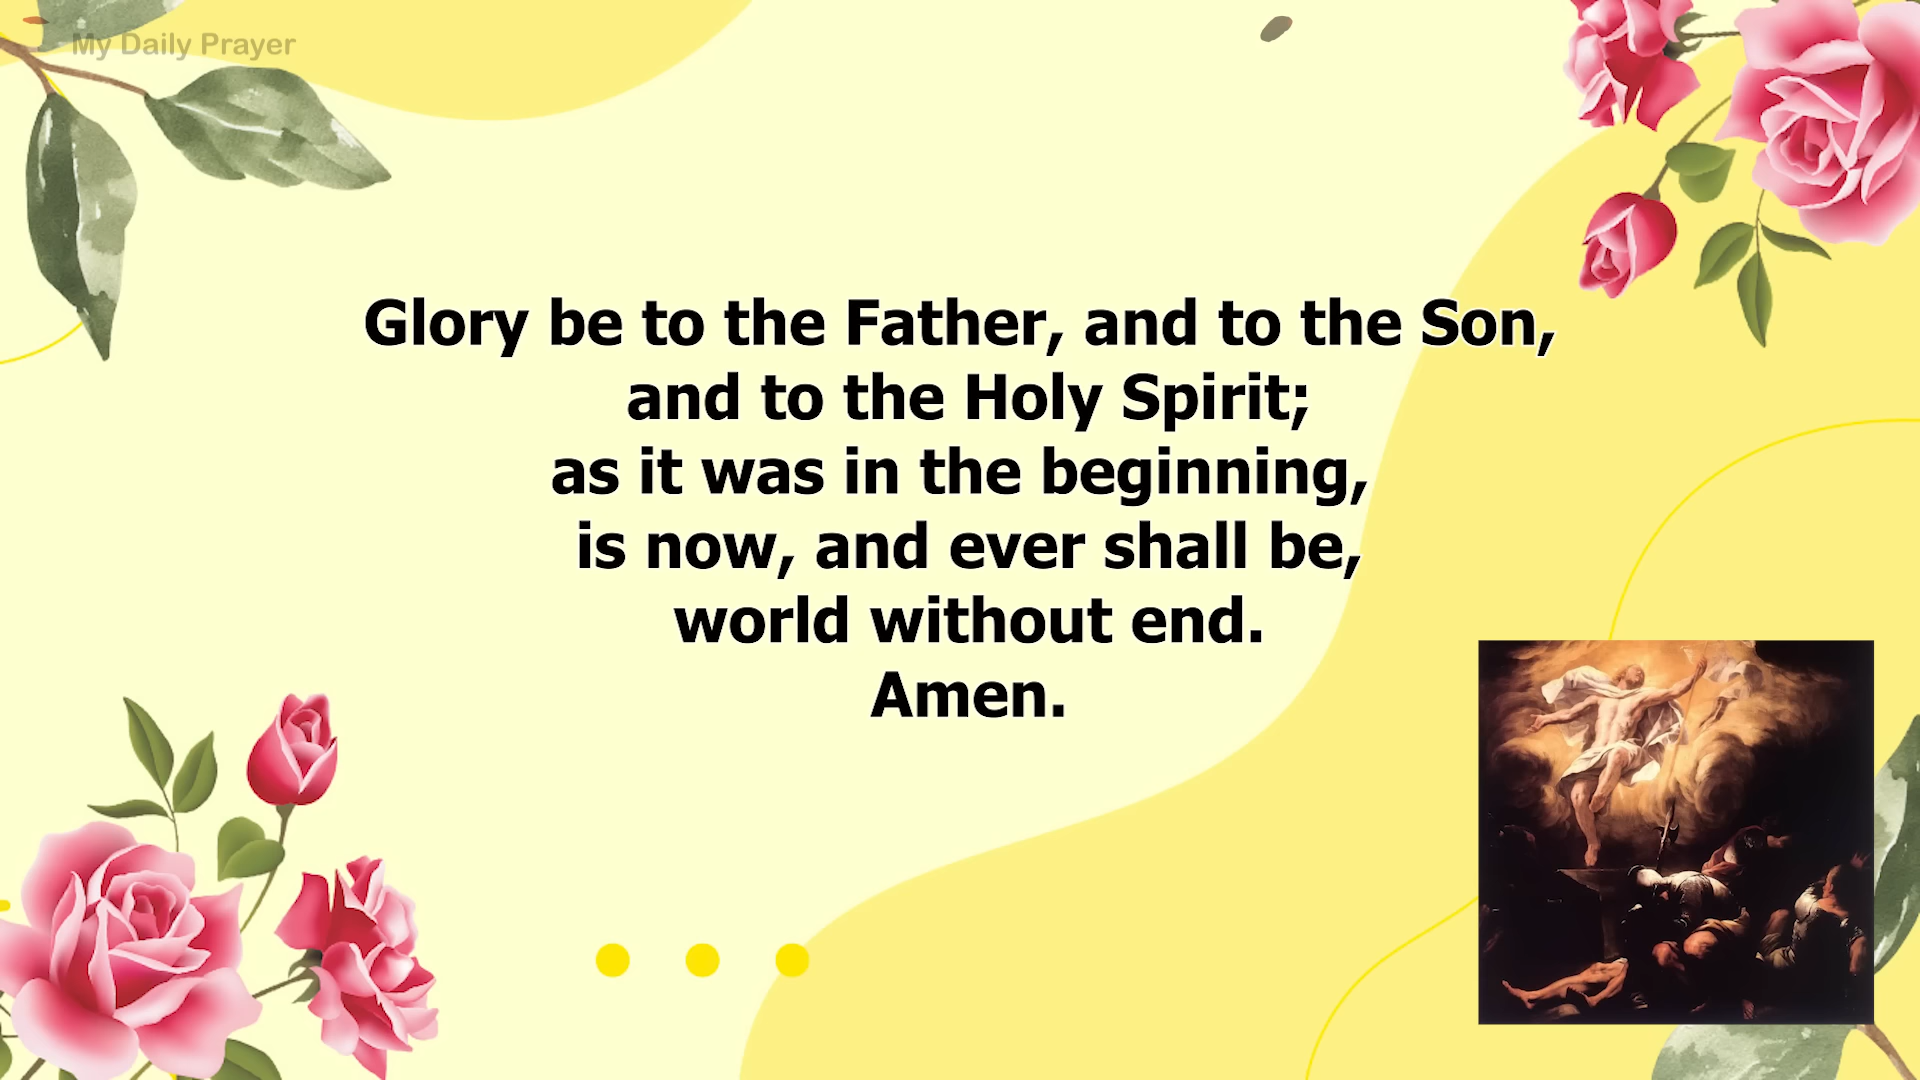 My Daily Prayer
Glory be to the Father, and to the Son,
and to the Holy Spirit;
as it was in the beginning,
is now, and ever shall be,
world without end.
Amen.